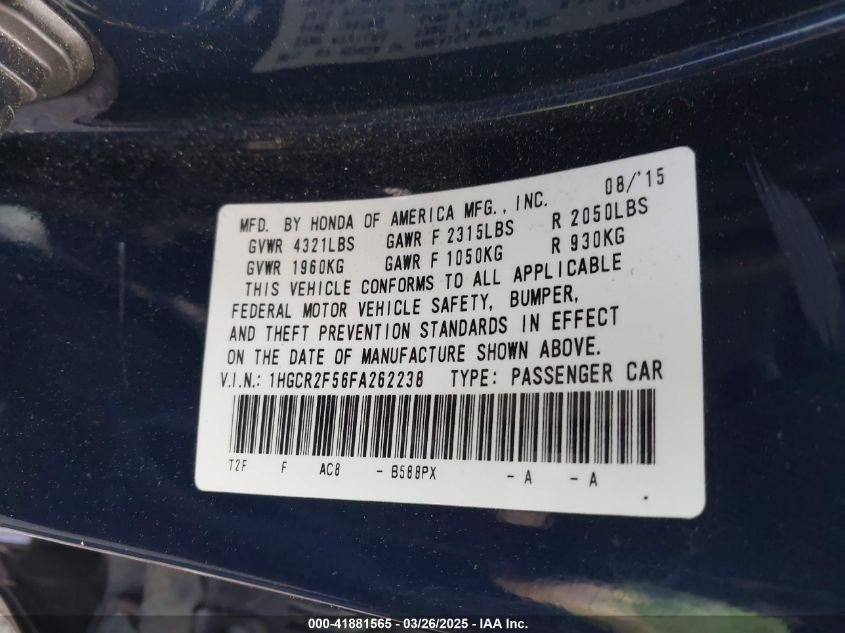 MFD. BY HONDA OF AMERICA MFG., INC. 08/'15
GVWR 4321LBS GAWR F 2315LBS R 2050LBS
GVWR 1960KG GAWR F 1050KG R 930KG
THIS VEHICLE CONFORMS TO ALL APPLICABLE
FEDERAL MOTOR VEHICLE SAFETY, BUMPER,
AND THEFT PREVENTION STANDARDS IN EFFECT
ON THE DATE OF MANUFACTURE SHOWN ABOVE.
V.I.N.: 1HGCR2F56FA262238 TYPE: PASSENGER CAR
T2F F AC8 - B588PX - A - A
000-41881565 - 03/26/2025 - IAA Inc.